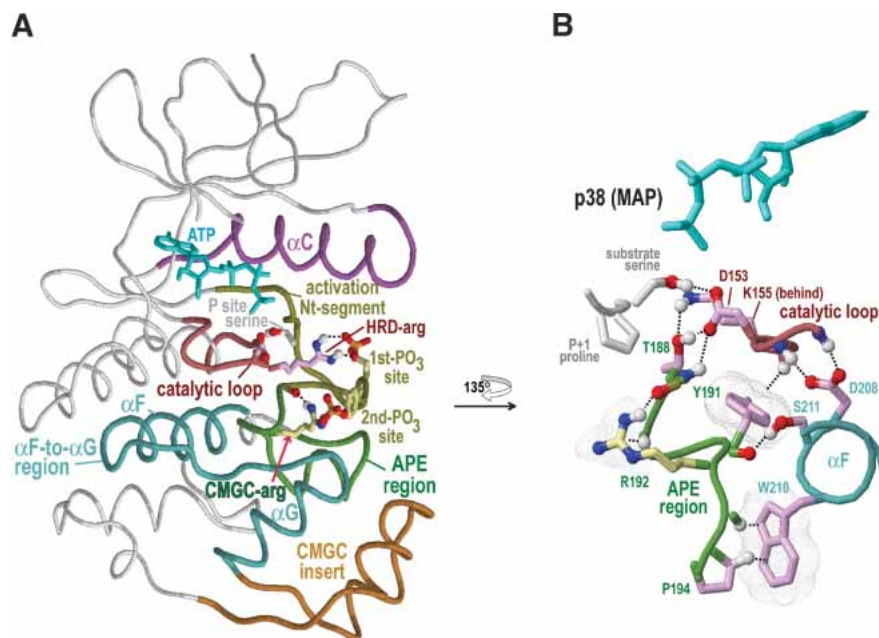 A
ATP
αC
activation
Nt-segment
P site
serine
HRD-arg
catalytic loop
1st-PO3
site
αF
2nd-PO3
site
αF-to-αG
region
CMGC-arg
APE
region
αG
CMGC
insert
135°
B
p38 (MAP)
substrate
serine
D153
K155 (behind)
catalytic loop
P+1
proline
T188
Y191
D208
S211
R192
αF
APE
region
W210
P194